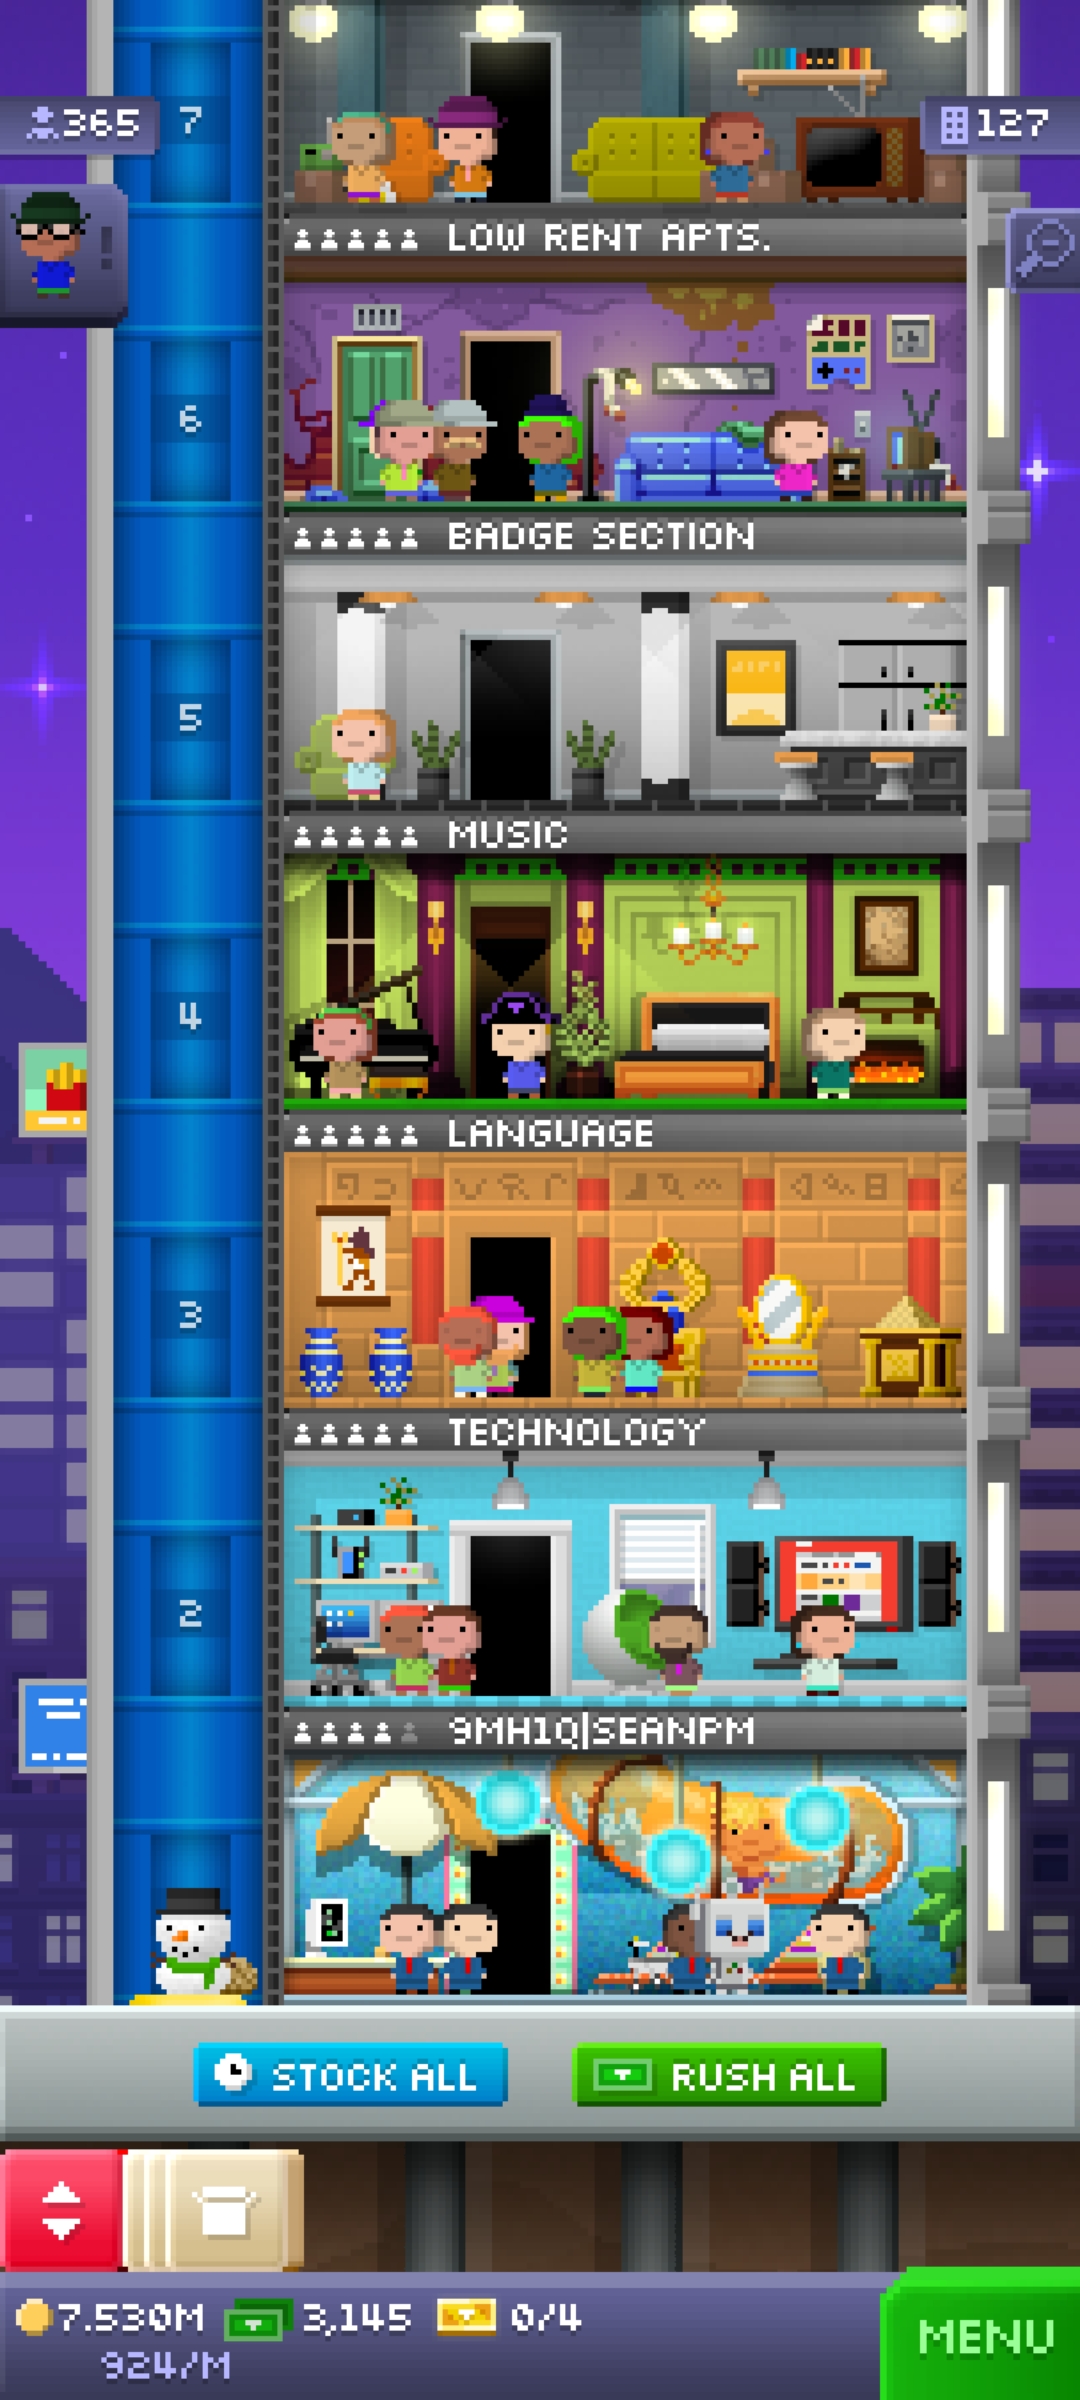 365
7
127
!
LOW RENT APTS.
6
BADGE SECTION
5
MUSIC
4
LANGUAGE
3
TECHNOLOGY
2
9MH1Q|SEANPM
STOCK ALL
RUSH ALL
7.530M
3,145
0/4
924/M
MENU